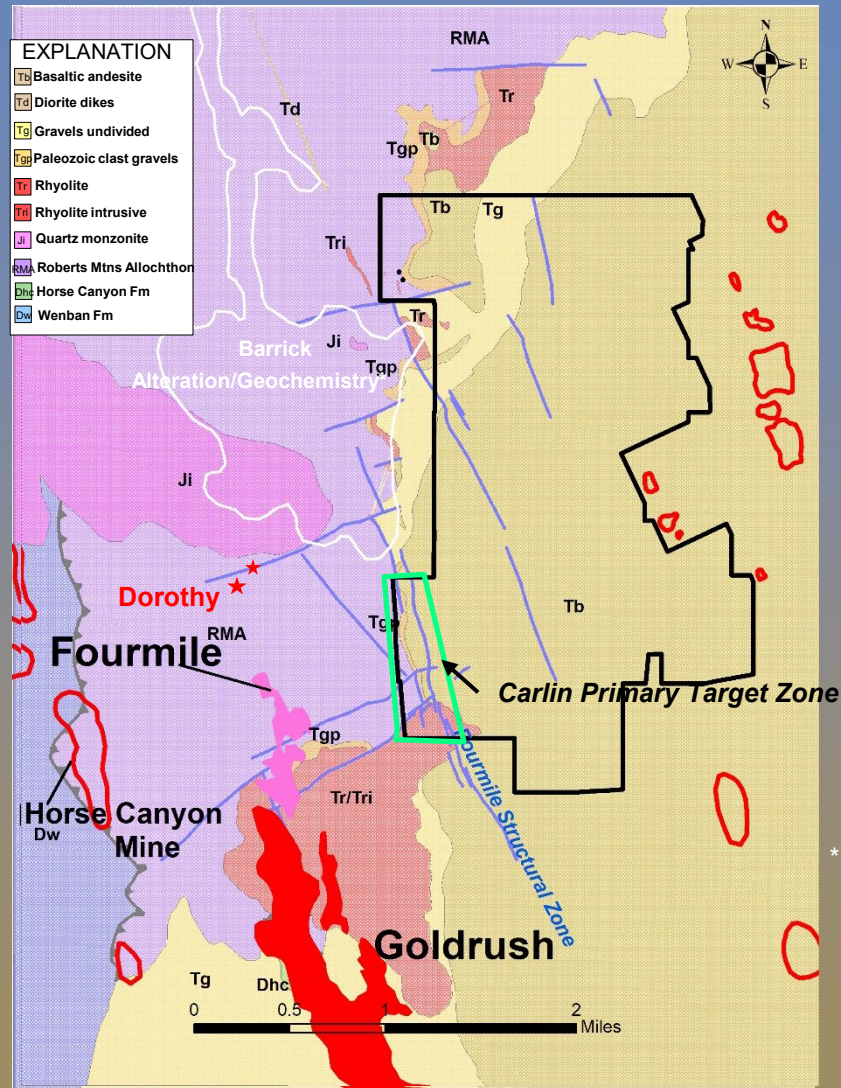 EXPLANATION
Tb Basaltic andesite
Td Diorite dikes
Tg Gravels undivided
Tgp Paleozoic clast gravels
Tr Rhyolite
Tri Rhyolite intrusive
Ji Quartz monzonite
RMA Roberts Mtns Allochthon
Dhc Horse Canyon Fm
Dw Wenban Fm
RMA
N
W E
S
Tr
Td
Tb
Tgp
Tb
Tg
Tri
Tr
Barrick
Ji
Tgp
Alteration/Geochemistry"
Ji
Dorothy
Tb
Tgp
RMA
Fourmile
Carlin Primary Target Zone
Tgp
Fourmile Structural Zone
Tr/Tri
Horse Canyon
Mine
Dw
*
Goldrush
Tg
Dhc
0 0.5 1 2
Miles